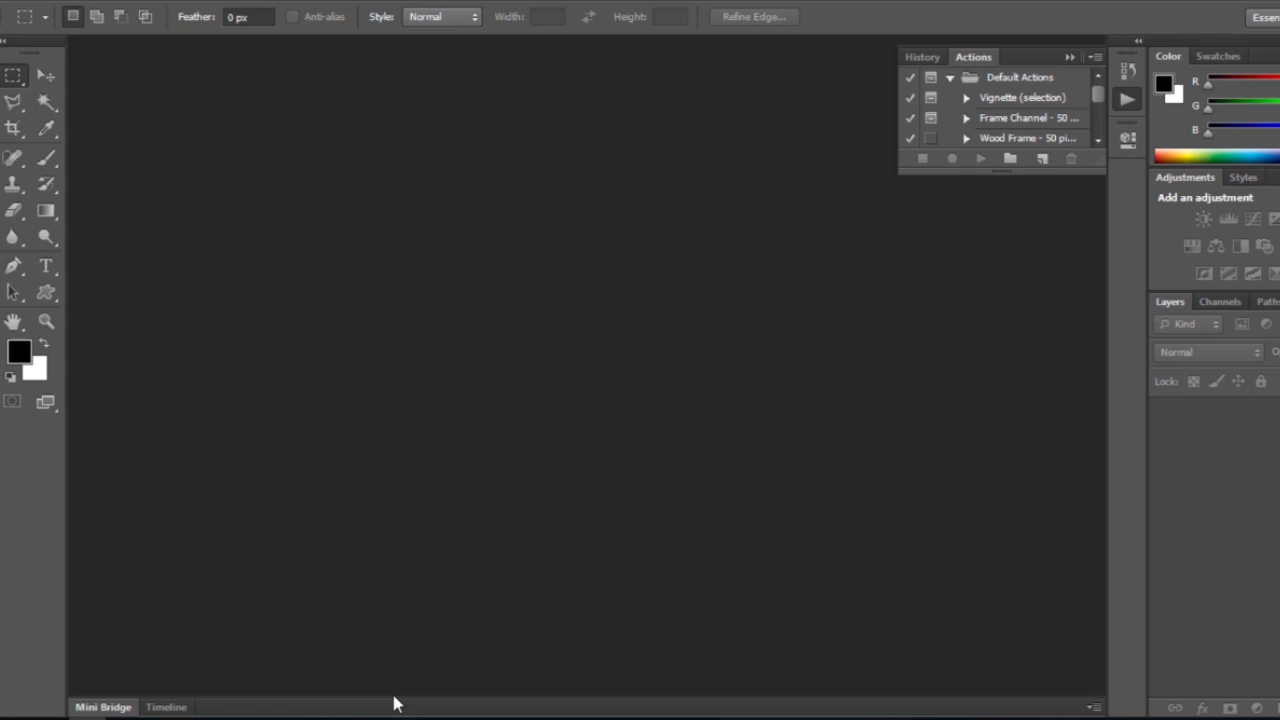 Feather: 0 px Anti-alias Style: Normal Width: Height: Refine Edge...
History Actions
Default Actions
Vignette (selection)
Frame Channel - 50 ...
Wood Frame - 50 pi...
Color Swatches
R
G
B
Adjustments Styles
Add an adjustment
Layers Channels Paths
Kind
Normal
Lock:
Mini Bridge Timeline